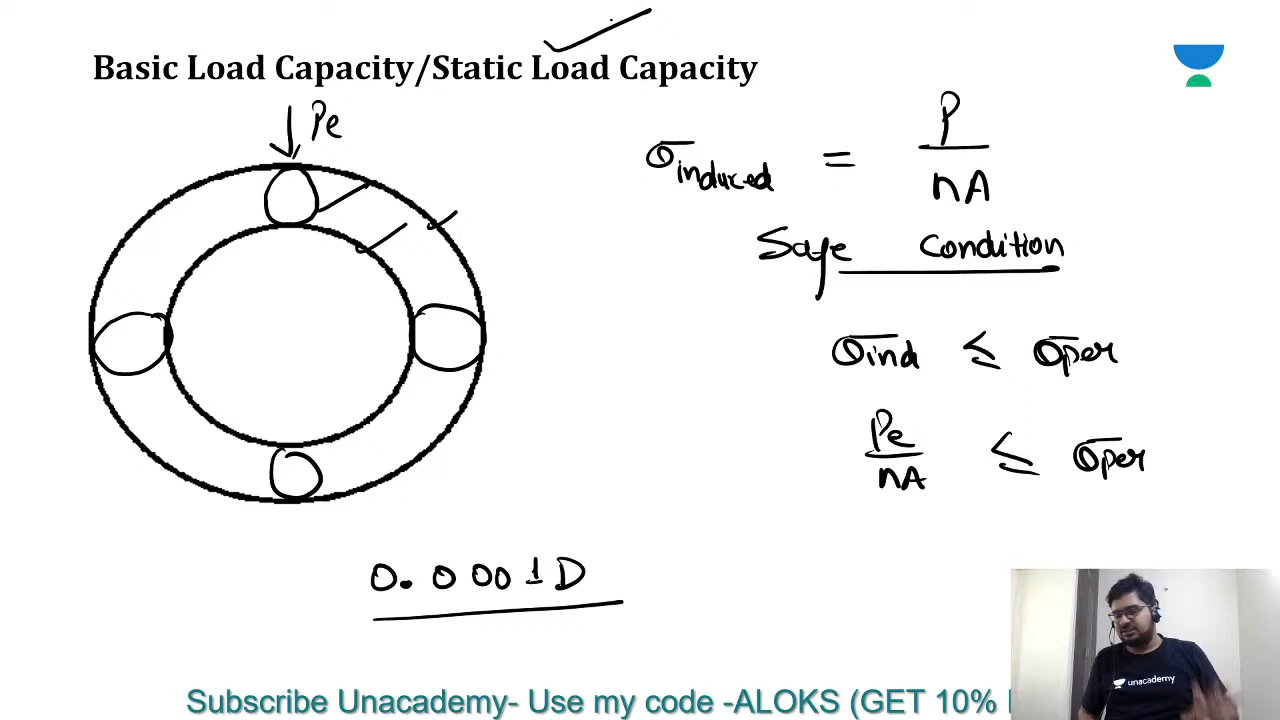 Basic Load Capacity/Static Load Capacity
Pe
σinduced = P/nA
Safe Condition
σind ≤ σper
Pe/nA ≤ σper
0.0001D
unacademy
Subscribe Unacademy- Use my code -ALOKS (GET 10%